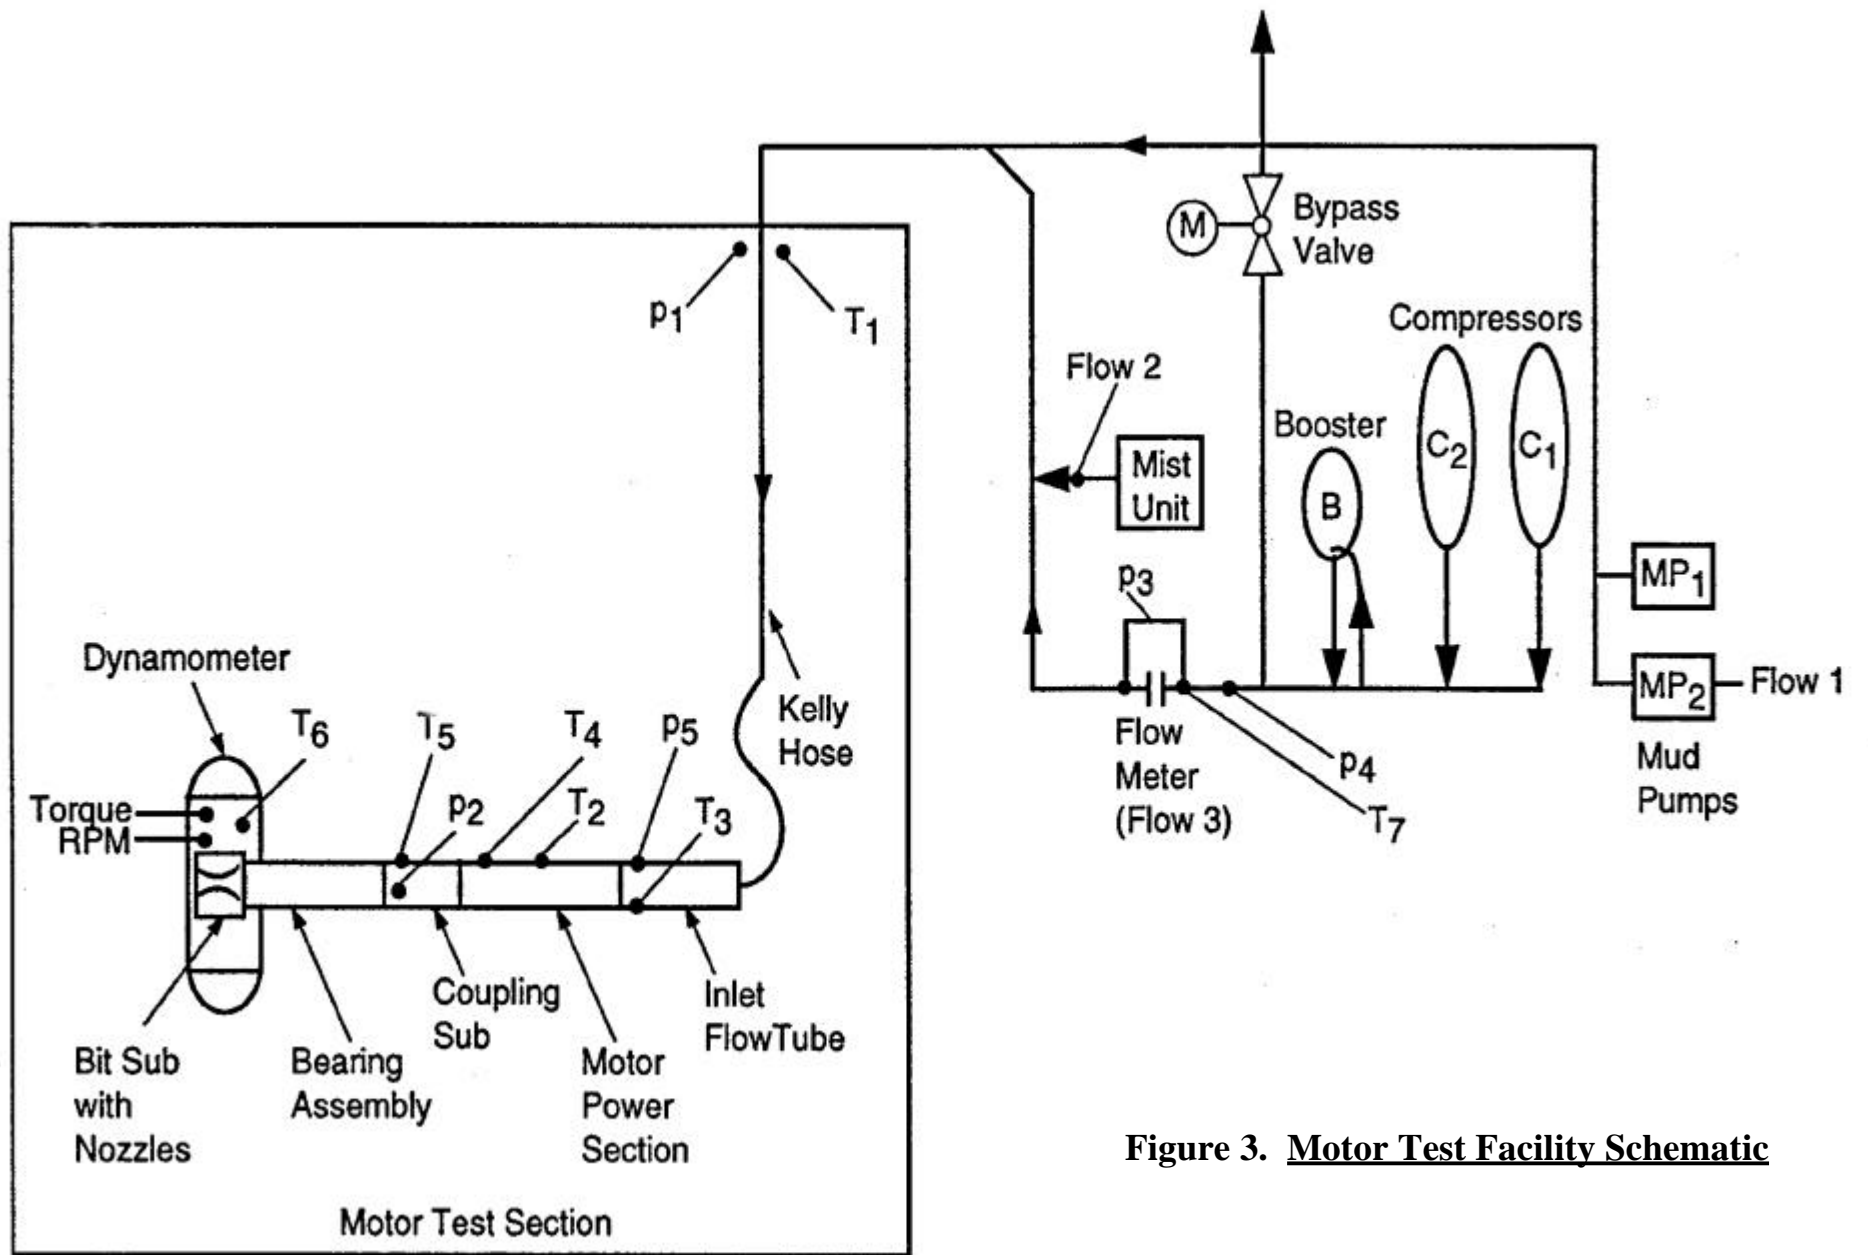 M
Bypass
Valve
p1
T1
Compressors
Flow 2
Booster
C2
C1
Mist
Unit
B
p3
MP1
Dynamometer
MP2
Flow 1
Kelly
Hose
T6
T5
T4
p5
Flow
Meter
(Flow 3)
p4
T7
Mud
Pumps
Torque
RPM
p2
T2
T3
Coupling
Sub
Inlet
FlowTube
Bit Sub
with
Nozzles
Bearing
Assembly
Motor
Power
Section
Figure 3. Motor Test Facility Schematic
Motor Test Section